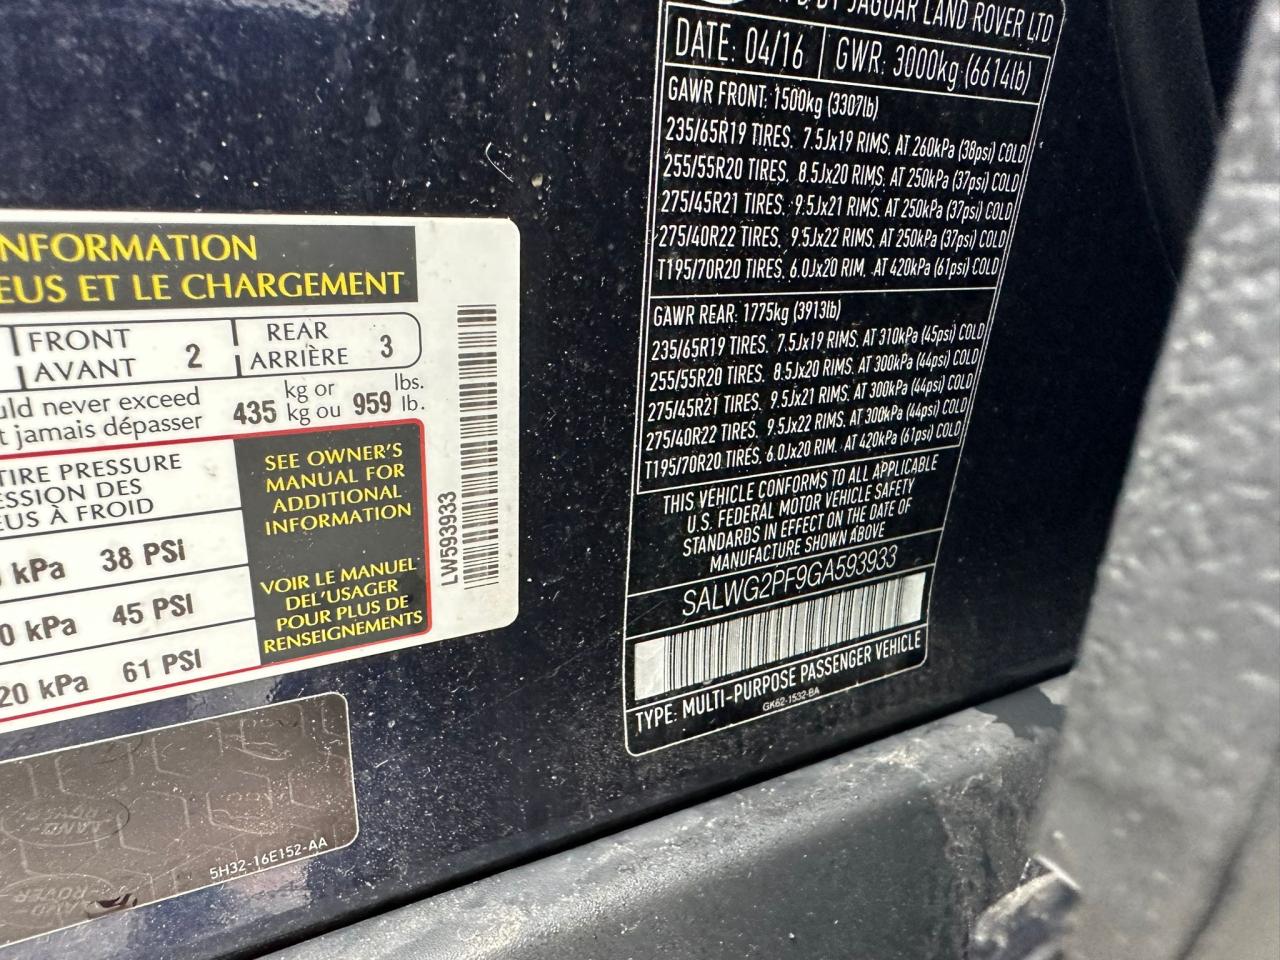 NFORMATION
EUS ET LE CHARGEMENT
FRONT
AVANT 2
REAR
ARRIÈRE 3
uld never exceed
t jamais dépasser
435 kg or
kg ou 959 lbs.
lb.
TIRE PRESSURE
ESSION DES
EUS À FROID
kPa 38 PSi
0 kPa 45 PSI
20 kPa 61 PSI
SEE OWNER'S
MANUAL FOR
ADDITIONAL
INFORMATION
VOIR LE MANUEL
DEL'USAGER
POUR PLUS DE
RENSEIGNEMENTS
LW593933
5H32-16E152-AA
D. BY JAGUAR LAND ROVER LTD
DATE: 04/16 GWR: 3000kg (6614lb)
GAWR FRONT: 1500kg (3307lb)
235/65R19 TIRES, 7.5Jx19 RIMS, AT 260kPa (38psi) COLD
255/55R20 TIRES, 8.5Jx20 RIMS, AT 250kPa (37psi) COLD
275/45R21 TIRES, 9.5Jx21 RIMS, AT 250kPa (37psi) COLD
275/40R22 TIRES, 9.5Jx22 RIMS, AT 250kPa (37psi) COLD
T195/70R20 TIRES, 6.0Jx20 RIM, AT 420kPa (61psi) COLD
GAWR REAR: 1775kg (3913lb)
235/65R19 TIRES, 7.5Jx19 RIMS, AT 310kPa (45psi) COLD
255/55R20 TIRES, 8.5Jx20 RIMS, AT 300kPa (44psi) COLD
275/45R21 TIRES, 9.5Jx21 RIMS, AT 300kPa (44psi) COLD
275/40R22 TIRES, 9.5Jx22 RIMS, AT 300kPa (44psi) COLD
T195/70R20 TIRES, 6.0Jx20 RIM, AT 420kPa (61psi) COLD
THIS VEHICLE CONFORMS TO ALL APPLICABLE
U.S. FEDERAL MOTOR VEHICLE SAFETY
STANDARDS IN EFFECT ON THE DATE OF
MANUFACTURE SHOWN ABOVE
SALWG2PF9GA593933
TYPE: MULTI-PURPOSE PASSENGER VEHICLE
GK62-1532-BA